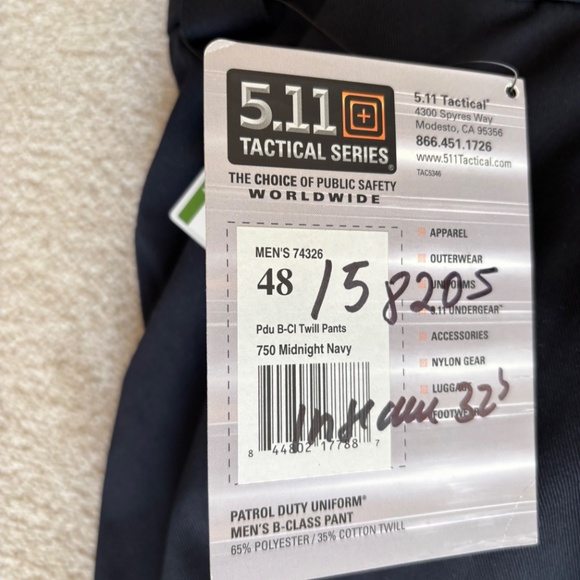 5.11
TACTICAL SERIES®
THE CHOICE OF PUBLIC SAFETY
WORLDWIDE
5.11 Tactical®
4300 Spyres Way
Modesto, CA 95356
866.451.1726
www.511Tactical.com
TAC5346
MEN'S 74326
48
Pdu B-Cl Twill Pants
750 Midnight Navy
8 44802 17788 7
158205
Inseam 32½
APPAREL
OUTERWEAR
UNIFORMS
5.11 UNDERGEAR™
ACCESSORIES
NYLON GEAR
LUGGAGE
FOOTWEAR
PATROL DUTY UNIFORM®
MEN'S B-CLASS PANT
65% POLYESTER / 35% COTTON TWILL